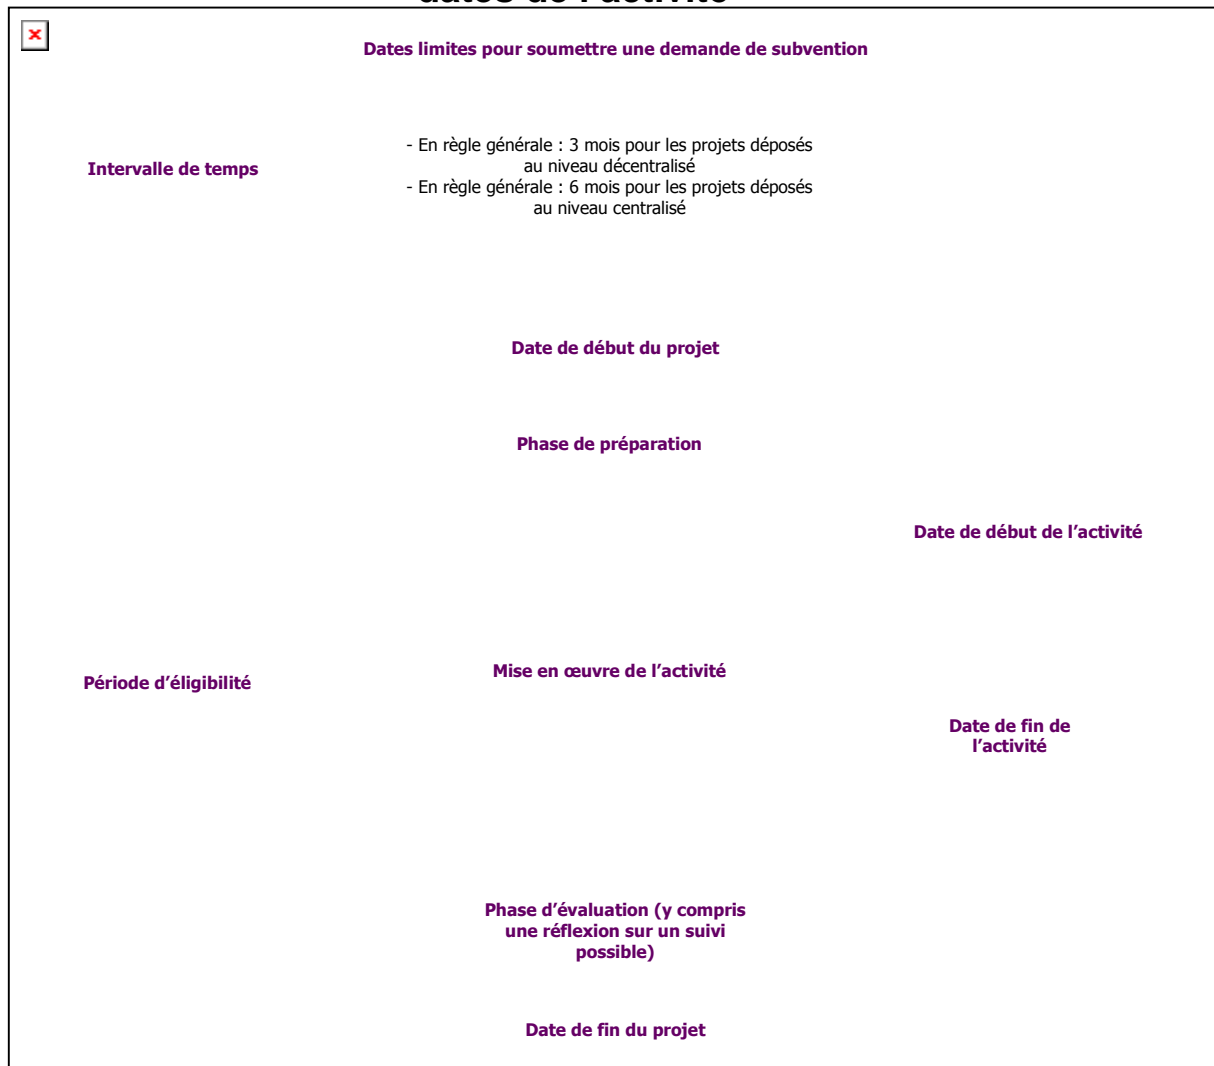 dates de l'activité
Dates limites pour soumettre une demande de subvention
Intervalle de temps
- En règle générale : 3 mois pour les projets déposés
au niveau décentralisé
- En règle générale : 6 mois pour les projets déposés
au niveau centralisé
Date de début du projet
Phase de préparation
Date de début de l’activité
Mise en œuvre de l’activité
Période d’éligibilité
Date de fin de
l’activité
Phase d’évaluation (y compris
une réflexion sur un suivi
possible)
Date de fin du projet